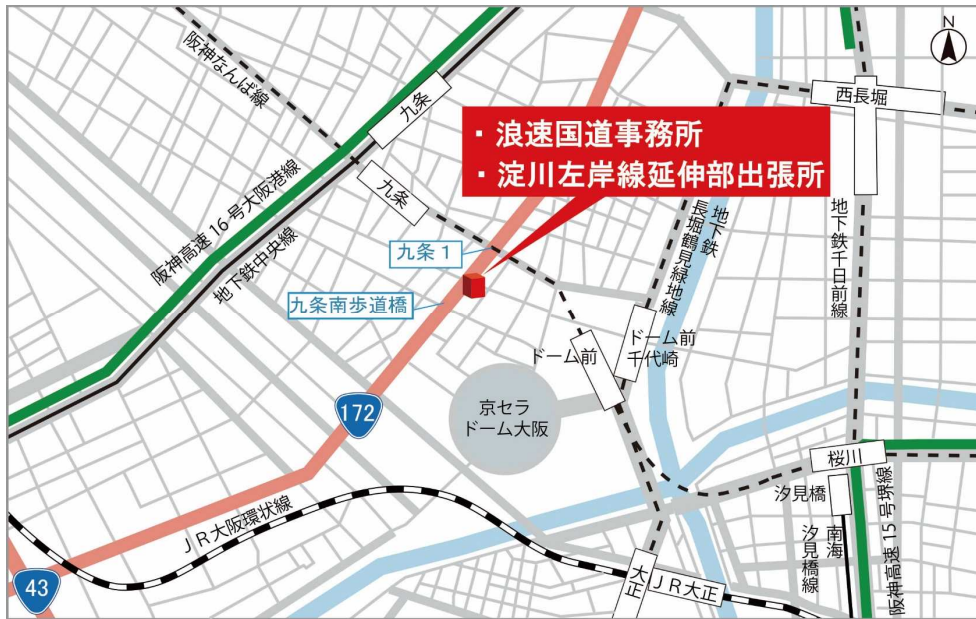 N
阪神なんば線
九条
西長堀
・浪速国道事務所
・淀川左岸線延伸部出張所
九条
阪神高速16号大阪港線
地下鉄中央線
九条1
九条南歩道橋
地下鉄
長堀鶴見緑地線
地下鉄千日前線
ドーム前
ドーム前
千代崎
172
京セラ
ドーム大阪
桜川
汐見橋
南海
汐見橋線
阪神高速15号堺線
JR大阪環状線
大正
JR大正
43